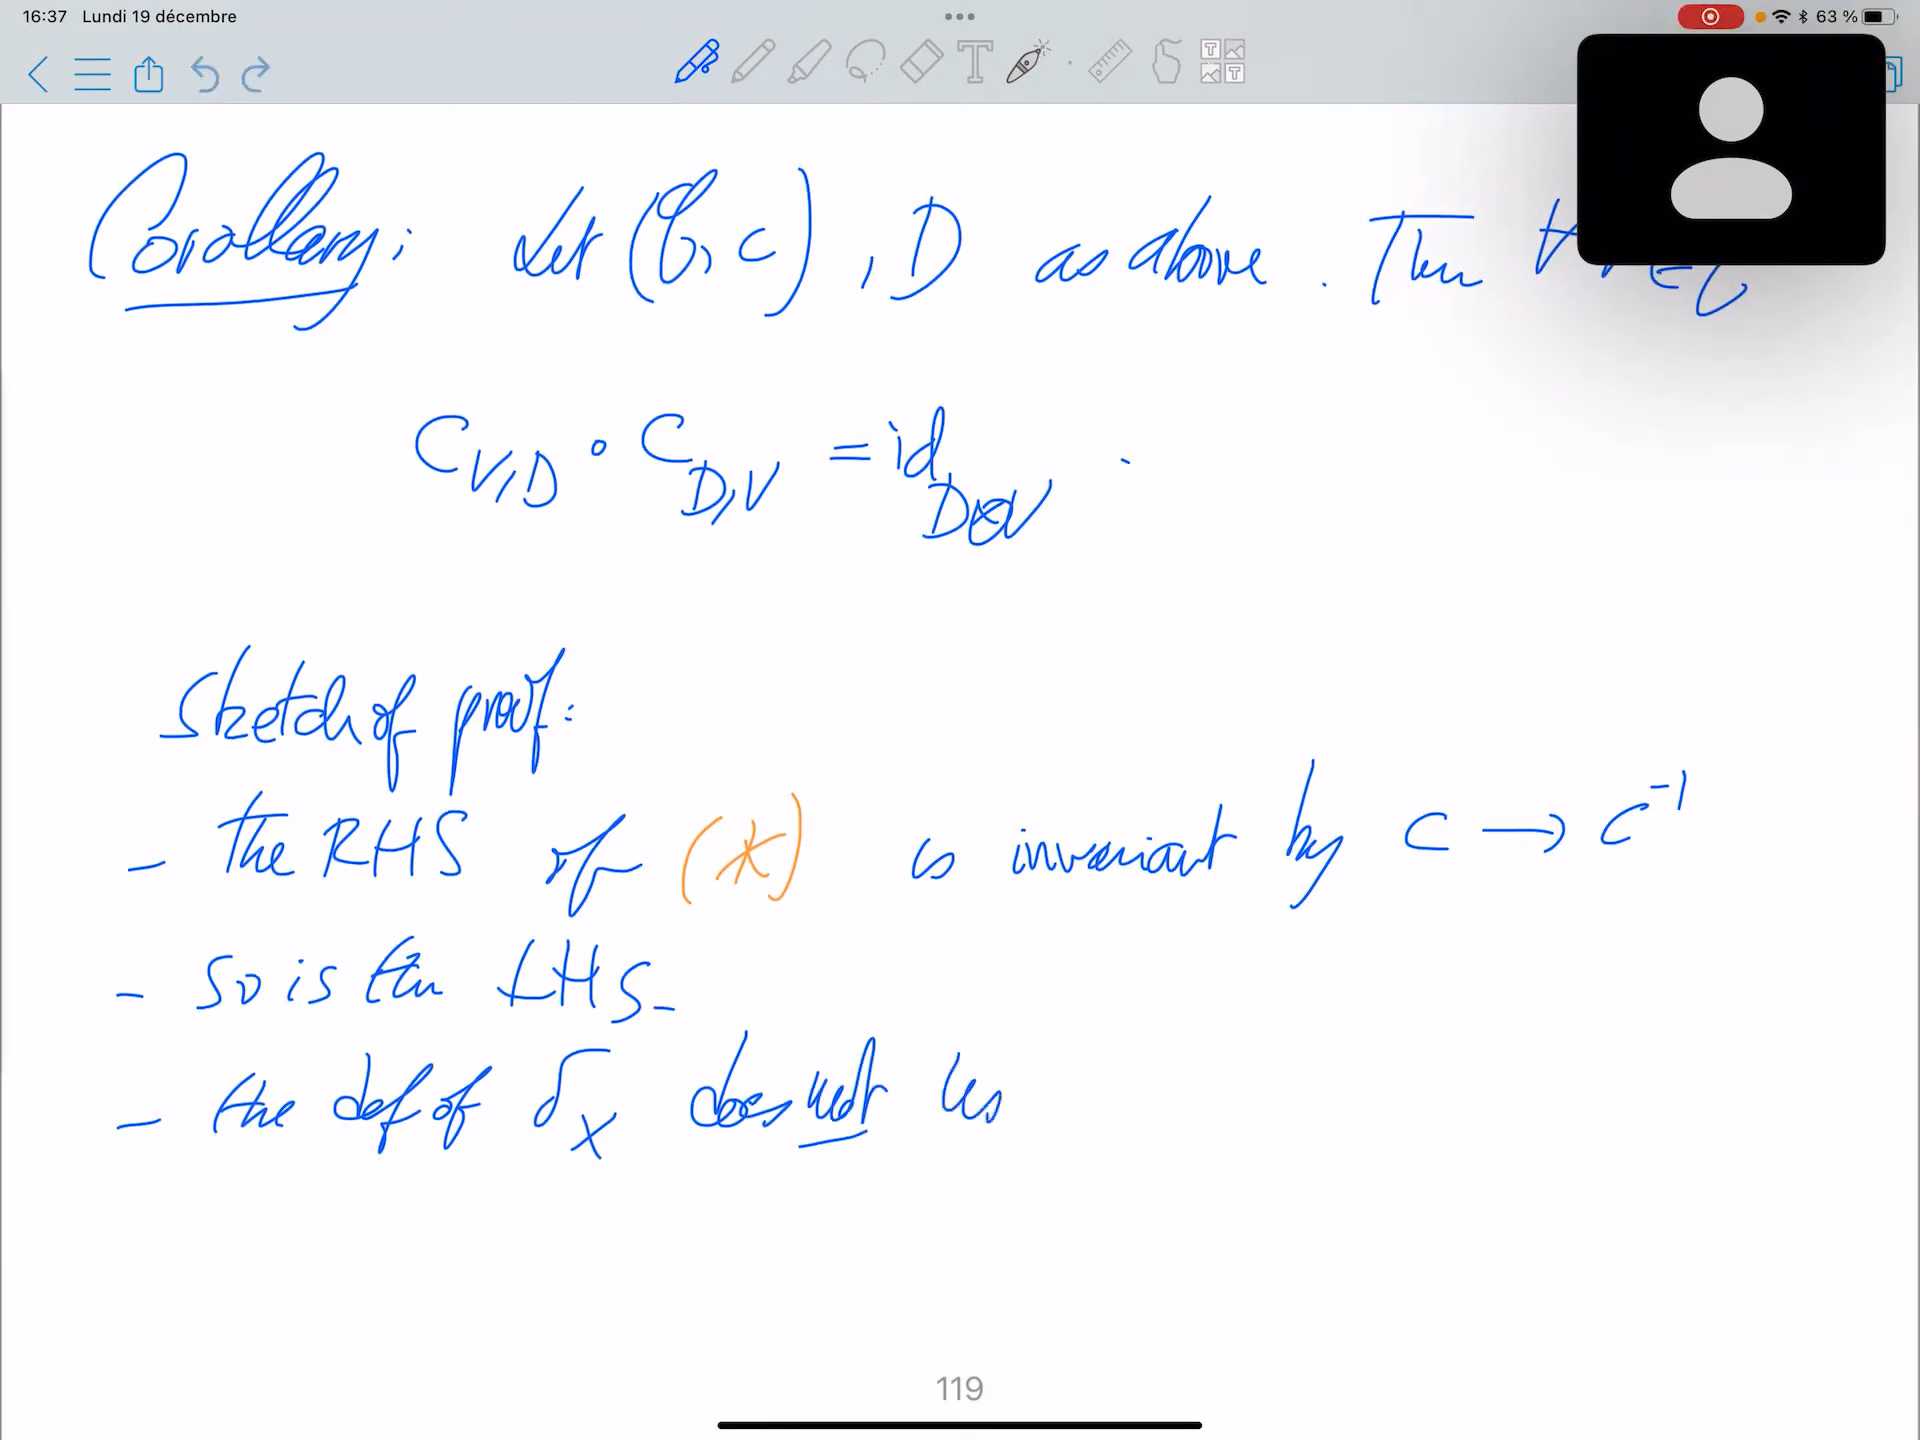 16:37 Lundi 19 décembre 63 %
Corollary: Let (C, c), D as above. Then ∀ V ∈ C
C_{V,D} ∘ C_{D,V} = id_{D⊗V}.
Sketch of proof:
- the RHS of (*) is invariant by c → c^{-1}
- so is the LHS.
- the def of δ_X does not us
119